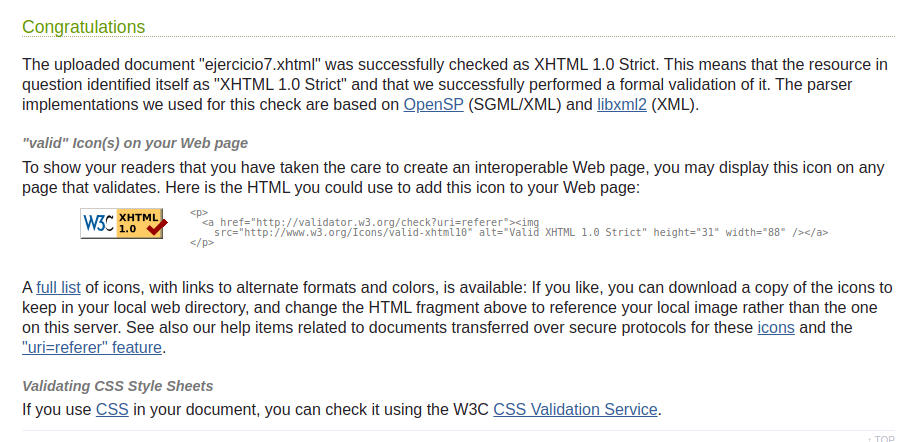 Congratulations
The uploaded document "ejercicio7.xhtml" was successfully checked as XHTML 1.0 Strict. This means that the resource in
question identified itself as "XHTML 1.0 Strict" and that we successfully performed a formal validation of it. The parser
implementations we used for this check are based on OpenSP (SGML/XML) and libxml2 (XML).
"valid" Icon(s) on your Web page
To show your readers that you have taken the care to create an interoperable Web page, you may display this icon on any
page that validates. Here is the HTML you could use to add this icon to your Web page:
W3C XHTML 1.0
<p>
<a href="http://validator.w3.org/check?uri=referer"><img
src="http://www.w3.org/Icons/valid-xhtml10" alt="Valid XHTML 1.0 Strict" height="31" width="88" /></a>
</p>
A full list of icons, with links to alternate formats and colors, is available: If you like, you can download a copy of the icons to
keep in your local web directory, and change the HTML fragment above to reference your local image rather than the one
on this server. See also our help items related to documents transferred over secure protocols for these icons and the
"uri=referer" feature.
Validating CSS Style Sheets
If you use CSS in your document, you can check it using the W3C CSS Validation Service.
↑ TOP